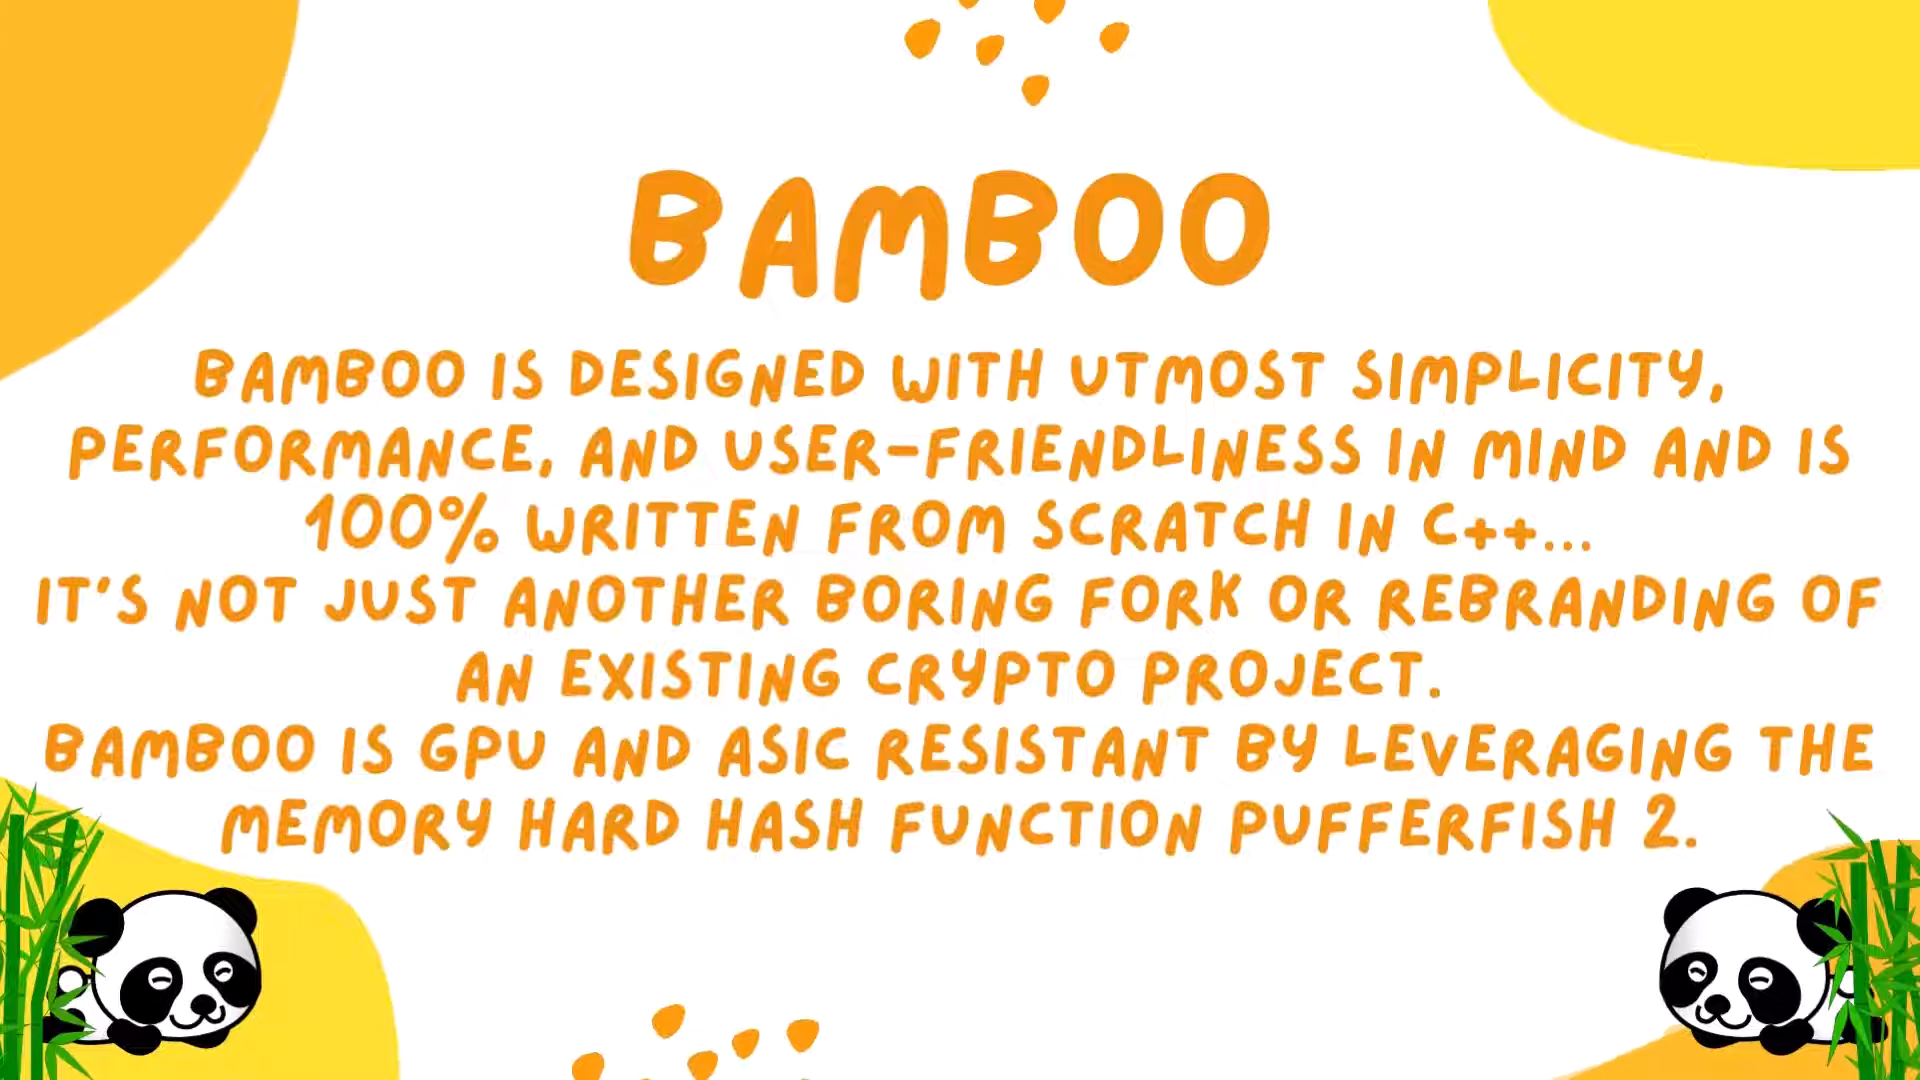 BAMBOO
BAMBOO IS DESIGNED WITH UTMOST SIMPLICITY,
PERFORMANCE, AND USER-FRIENDLINESS IN MIND AND IS
100% WRITTEN FROM SCRATCH IN C++...
IT'S NOT JUST ANOTHER BORING FORK OR REBRANDING OF
AN EXISTING CRYPTO PROJECT.
BAMBOO IS GPU AND ASIC RESISTANT BY LEVERAGING THE
MEMORY HARD HASH FUNCTION PUFFERFISH 2.